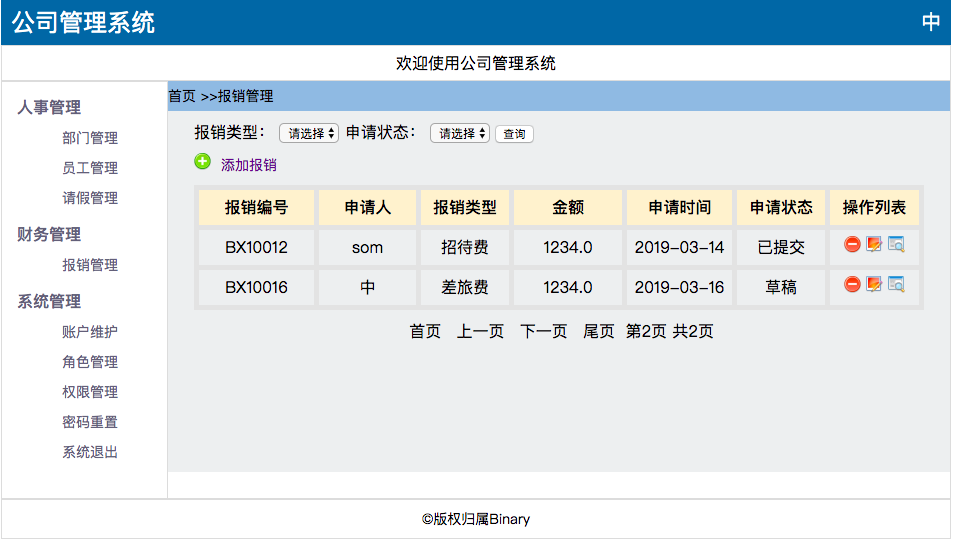 公司管理系统 中
欢迎使用公司管理系统
人事管理
部门管理
员工管理
请假管理
财务管理
报销管理
系统管理
账户维护
角色管理
权限管理
密码重置
系统退出
首页 >>报销管理
报销类型： 请选择 申请状态： 请选择 查询
添加报销
报销编号 申请人 报销类型 金额 申请时间 申请状态 操作列表
BX10012 som 招待费 1234.0 2019-03-14 已提交
BX10016 中 差旅费 1234.0 2019-03-16 草稿
首页 上一页 下一页 尾页 第2页 共2页
©版权归属Binary